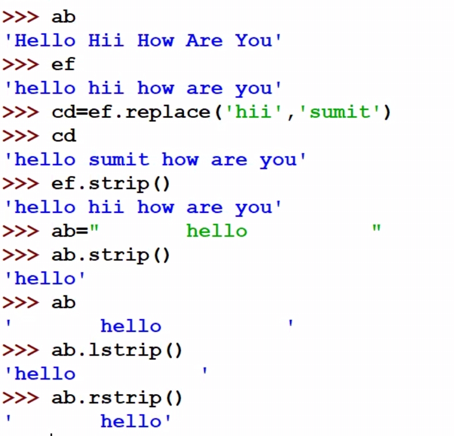 >>> ab
'Hello Hii How Are You'
>>> ef
'hello hii how are you'
>>> cd=ef.replace('hii','sumit')
>>> cd
'hello sumit how are you'
>>> ef.strip()
'hello hii how are you'
>>> ab="       hello          "
>>> ab.strip()
'hello'
>>> ab
'       hello          '
>>> ab.lstrip()
'hello          '
>>> ab.rstrip()
'       hello'